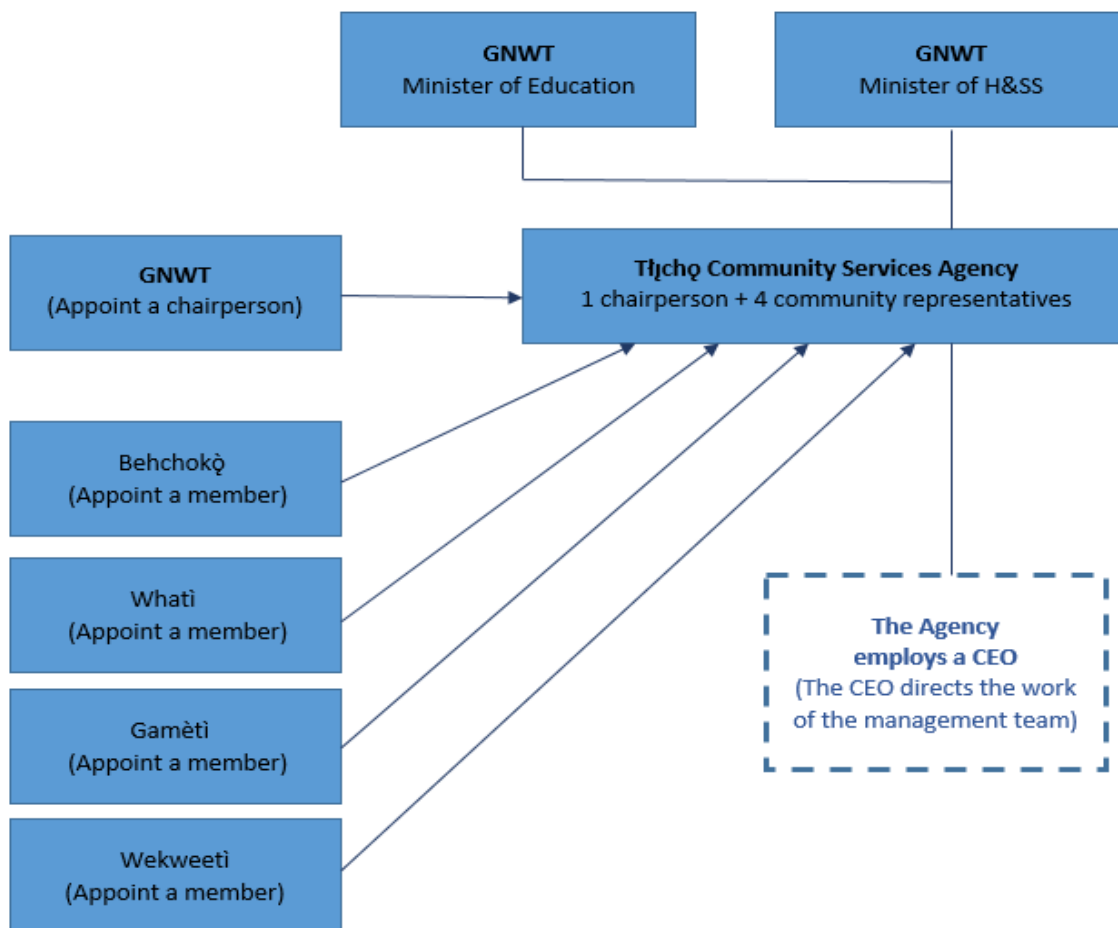 GNWT
Minister of Education
GNWT
Minister of H&SS
GNWT
(Appoint a chairperson)
Tłı̨chǫ Community Services Agency
1 chairperson + 4 community representatives
Behchokǫ̀
(Appoint a member)
Whatì
(Appoint a member)
Gamètì
(Appoint a member)
Wekweetì
(Appoint a member)
The Agency
employs a CEO
(The CEO directs the work
of the management team)